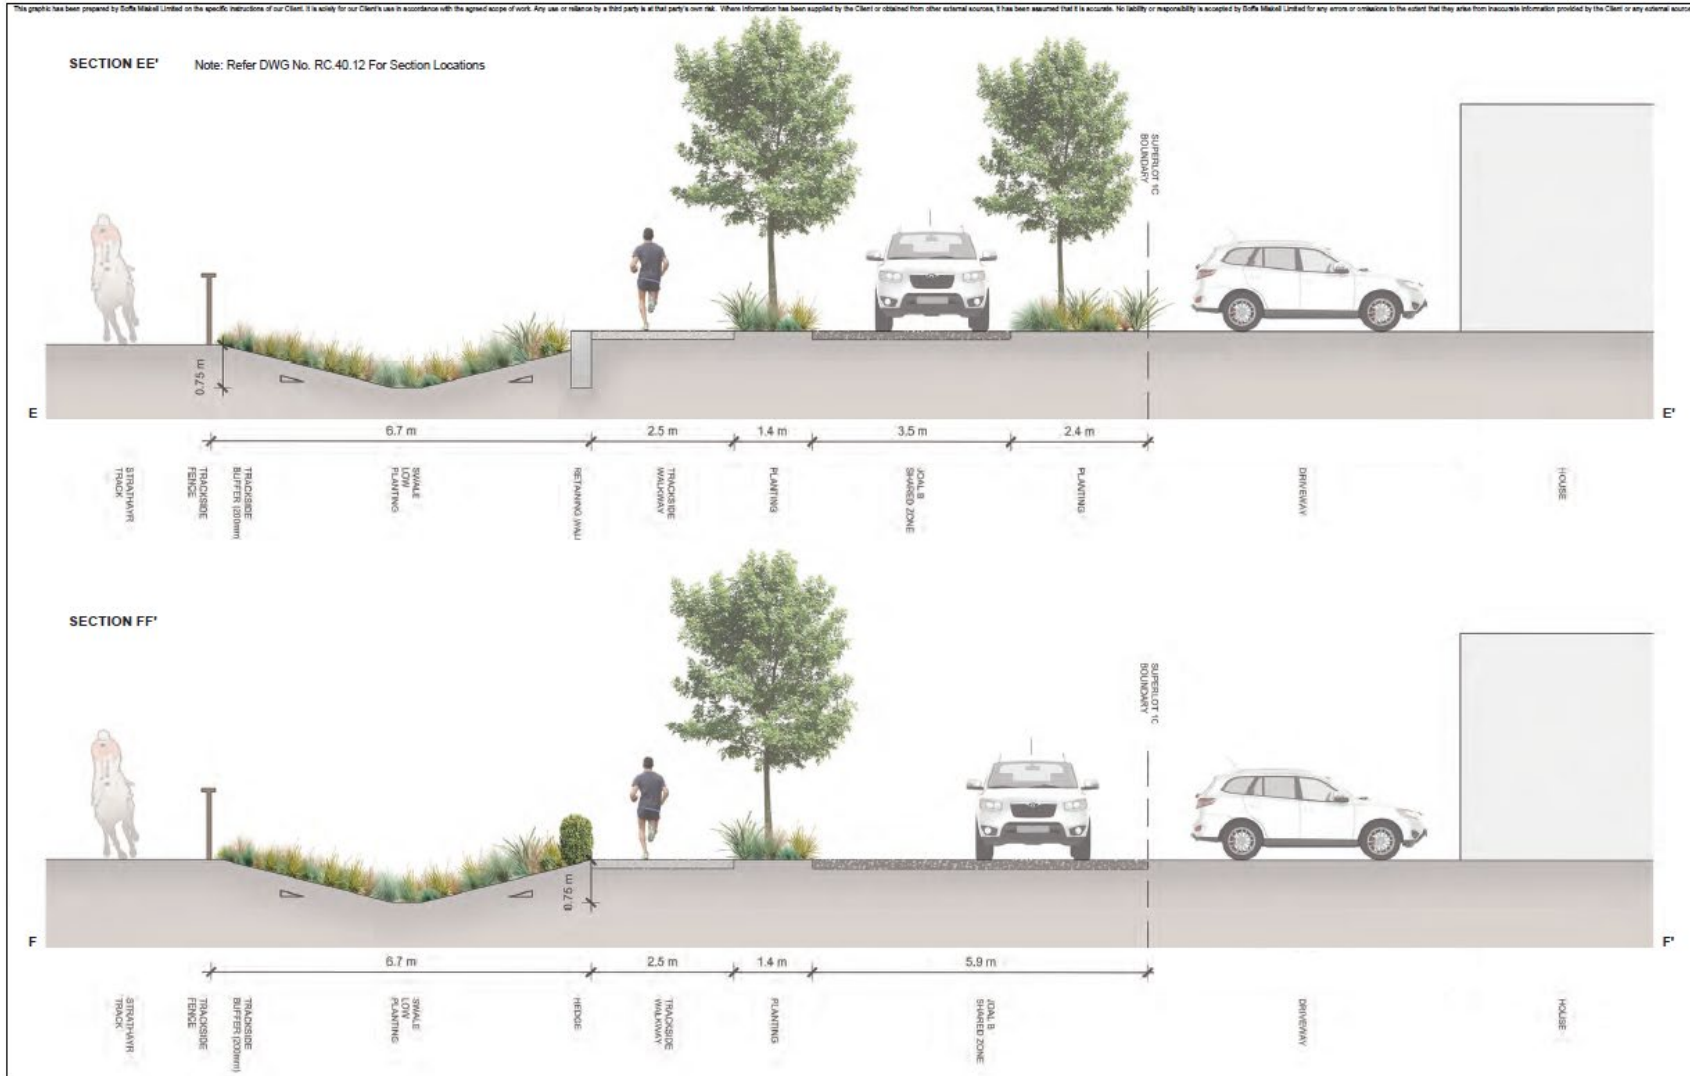 This graphic has been prepared by Boffa Miskell Limited on the specific instructions of our Client. It is solely for our Client's use in accordance with the agreed scope of work. Any use or reliance by a third party is at that party's own risk. Where information has been supplied by the Client or obtained from other external sources, it has been assumed that it is accurate. No liability or responsibility is accepted by Boffa Miskell Limited for any errors or omissions to the extent that they arise from inaccurate information provided by the Client or any external source
SECTION EE'
Note: Refer DWG No. RC.40.12 For Section Locations
SUPERLOT 1C
BOUNDARY
0.75 m
E
E'
6.7 m
2.5 m
1.4 m
3.5 m
2.4 m
STRATHAYR
TRACK
TRACKSIDE
FENCE
TRACKSIDE
BUFFER (200mm
SWALE
LOW
PLANTING
RETAINING WALL
TRACKSIDE
WALKWAY
PLANTING
JOAL B
SHARED ZONE
PLANTING
DRIVEWAY
HOUSE
SECTION FF'
SUPERLOT 1C
BOUNDARY
0.75 m
F
F'
6.7 m
2.5 m
1.4 m
5.9 m
STRATHAYR
TRACK
TRACKSIDE
FENCE
TRACKSIDE
BUFFER (200mm)
SWALE
LOW
PLANTING
HEDGE
TRACKSIDE
WALKWAY
PLANTING
JOAL B
SHARED ZONE
DRIVEWAY
HOUSE